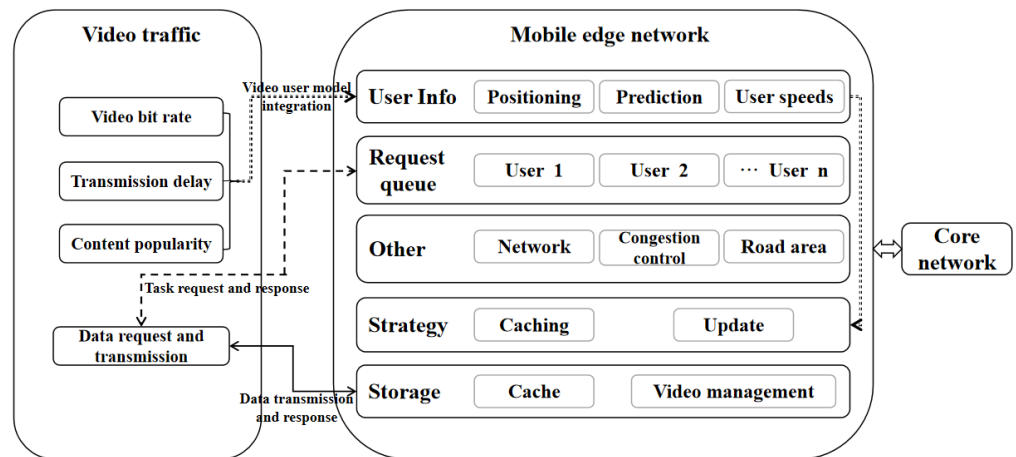 Video traffic
Video bit rate
Transmission delay
Content popularity
Data request and
transmission
Video user model
integration
Task request and response
Data transmission
and response
Mobile edge network
User Info
Positioning
Prediction
User speeds
Request
queue
User 1
User 2
··· User n
Other
Network
Congestion
control
Road area
Strategy
Caching
Update
Storage
Cache
Video management
Core
network